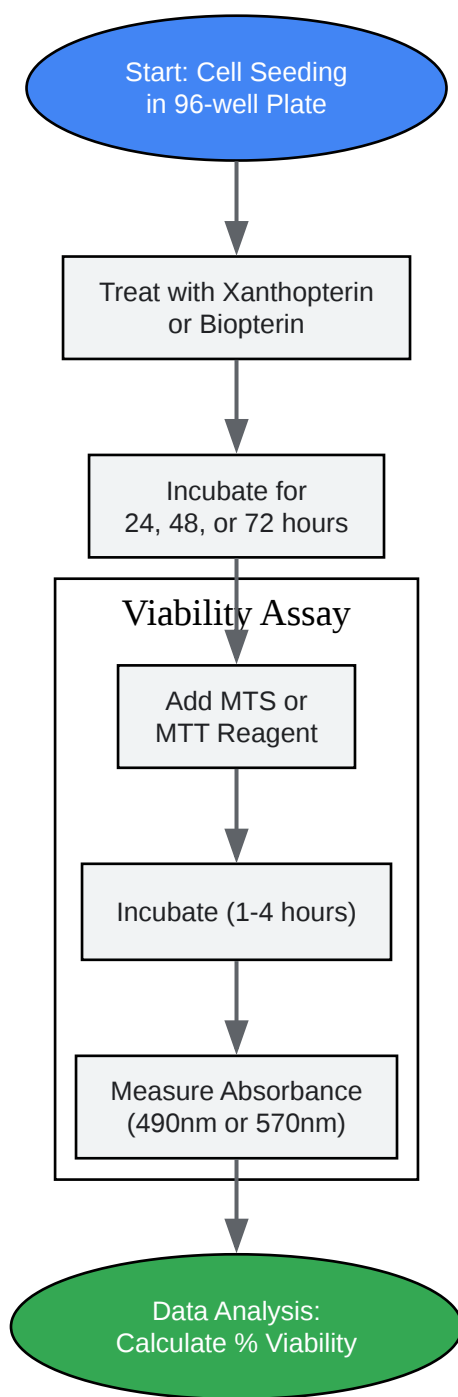 Start: Cell Seeding
in 96-well Plate
Treat with Xanthopterin
or Biopterin
Incubate for
24, 48, or 72 hours
Viability Assay
Add MTS or
MTT Reagent
Incubate (1-4 hours)
Measure Absorbance
(490nm or 570nm)
Data Analysis:
Calculate % Viability